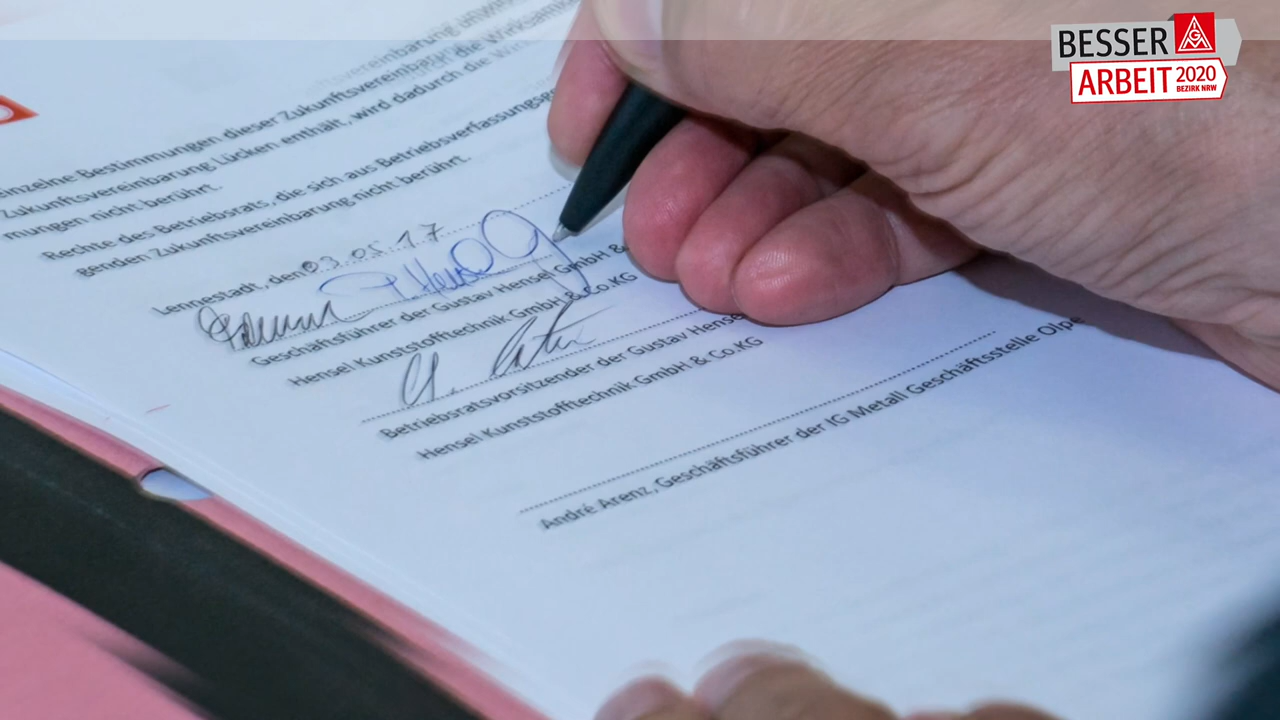 BESSER
ARBEIT 2020
BEZIRK NRW
einzelne Bestimmungen dieser Zukunftsvereinbarung
Zukunftsvereinbarung Lücken enthält, wird dadurch die Wirksamkeit
mungen nicht berührt.
Rechte des Betriebsrats, die sich aus Betriebsverfassungsge
genden Zukunftsvereinbarung nicht berührt.
Lennestadt, den 03.05.17
Geschäftsführer der Gustav Hensel GmbH &
Hensel Kunststofftechnik GmbH & Co.KG
Betriebsratsvorsitzender der Gustav Hense
Hensel Kunststofftechnik GmbH & Co.KG
André Arenz, Geschäftsführer der IG Metall Geschäftsstelle Olpe